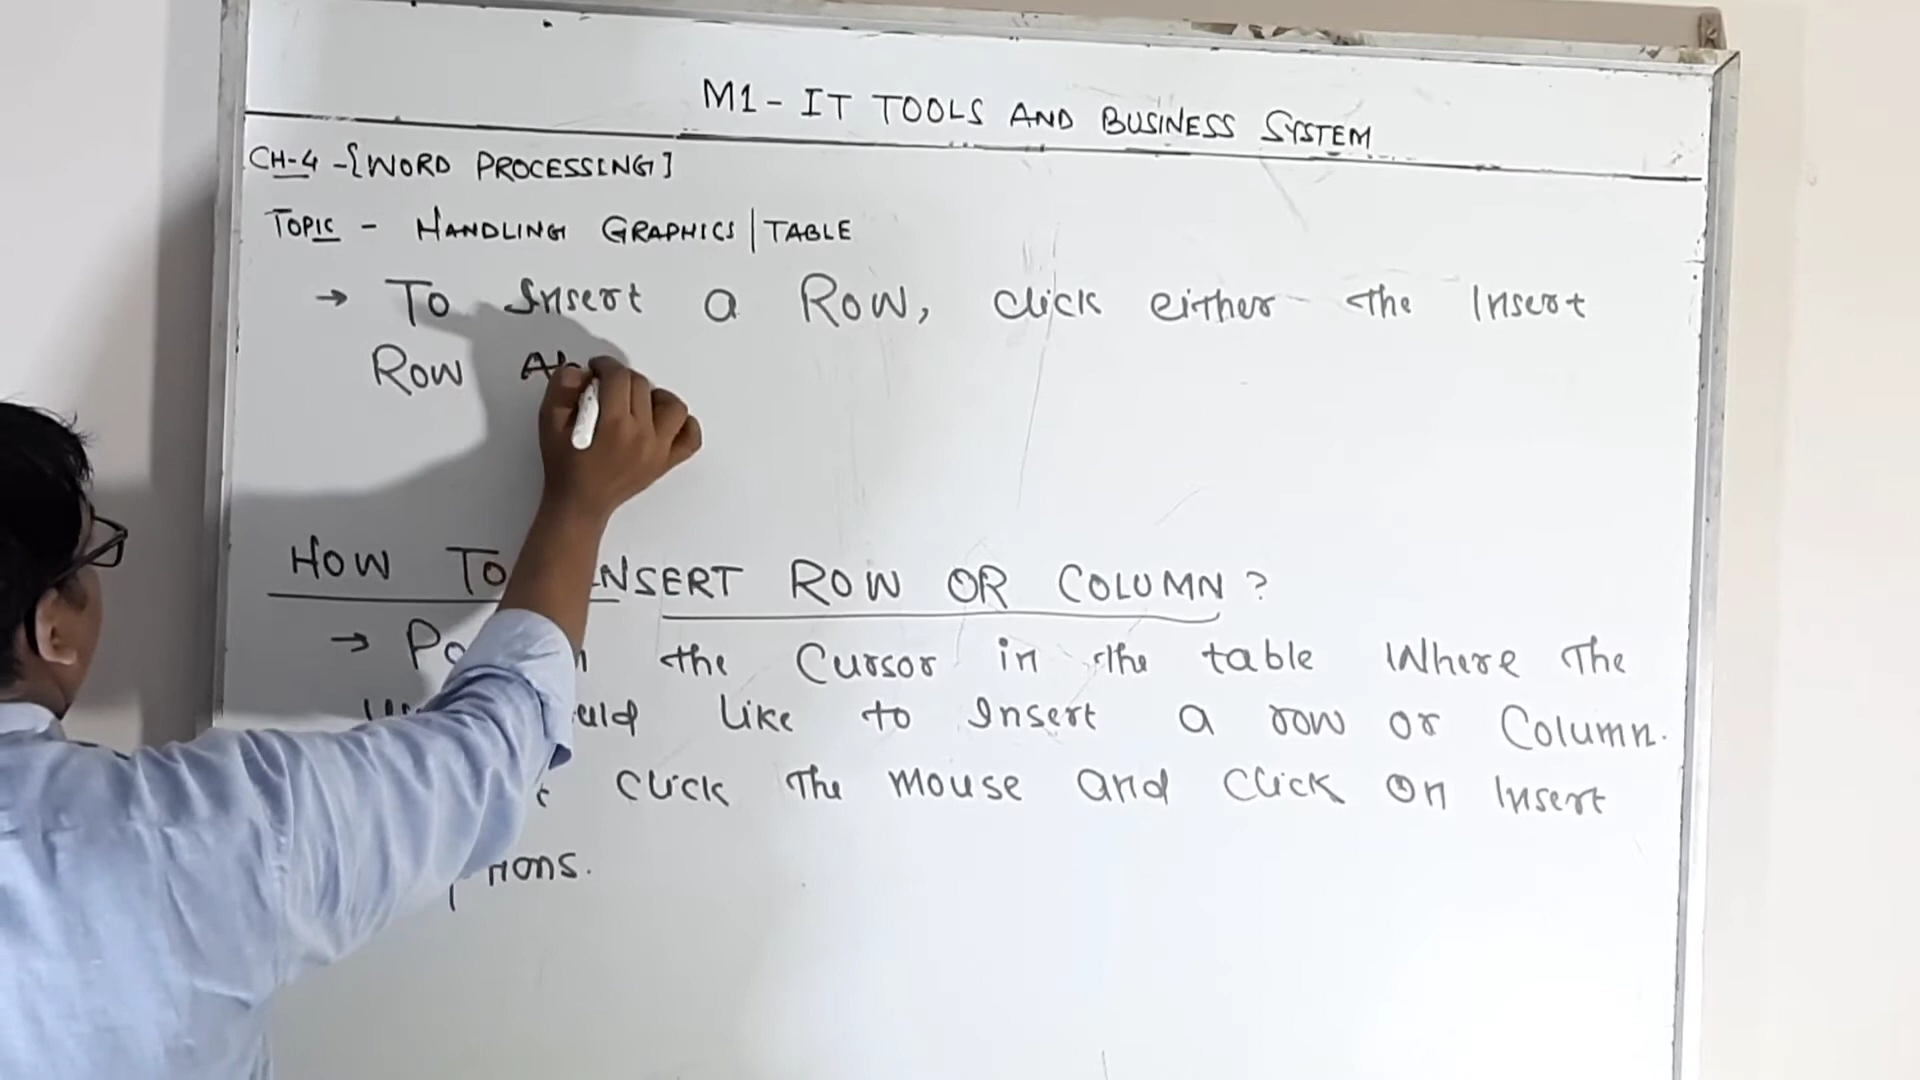 M1 - IT TOOLS AND BUSINESS SYSTEM
CH-4 -[WORD PROCESSING]
TOPIC - HANDLING GRAPHICS | TABLE
→ To Insert a Row, click either the Insert
Row
HOW TO INSERT ROW OR COLUMN ?
→ the Cursor in the table Where The
like to Insert a row or Column.
click The mouse and click on Insert